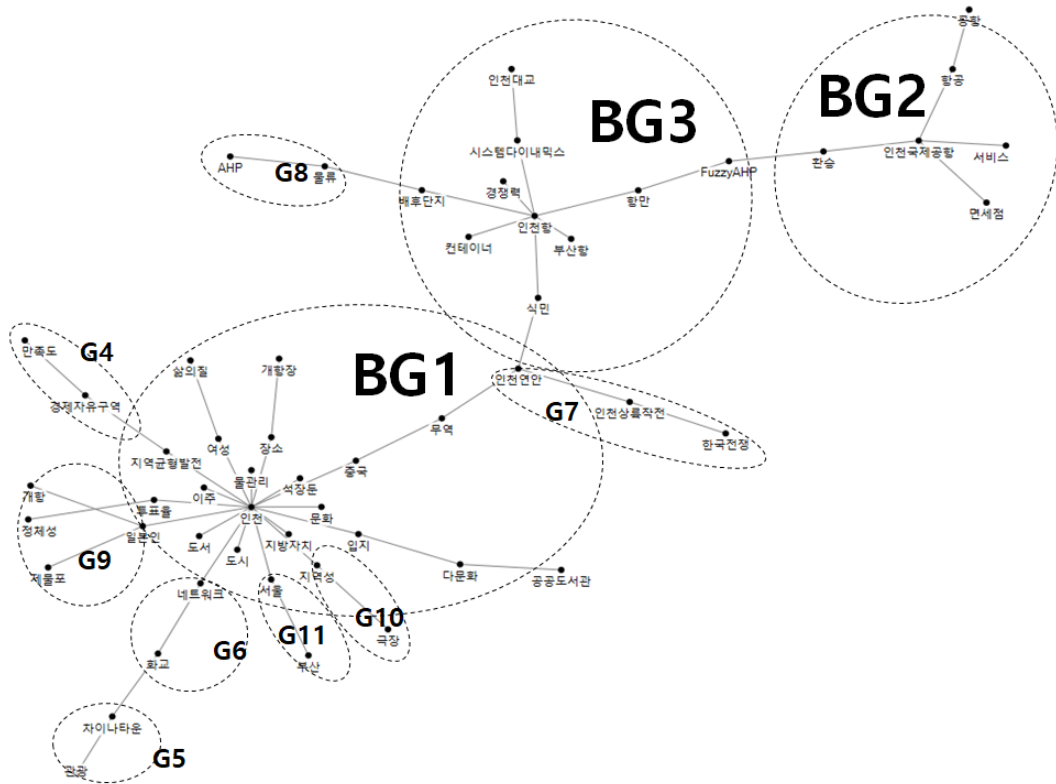 공항
인천대교
항공
BG3
BG2
시스템다이내믹스
인천국제공항
서비스
환승
AHP
G8
물류
FuzzyAHP
경쟁력
배후단지
항만
면세점
인천항
컨테이너
부산항
식민
만족도
G4
삶의질
개항장
BG1
인천연안
경제자유구역
G7
인천상륙작전
무역
한국전쟁
여성
장소
지역균형발전
물관리
중국
석장둔
개항
이주
투표율
인천
문화
정체성
일본인
도서
지방자치
입지
도시
G9
제물포
지역성
다문화
공공도서관
네트워크
서울
G10
G11
극장
G6
화교
부산
차이나타운
G5
관광